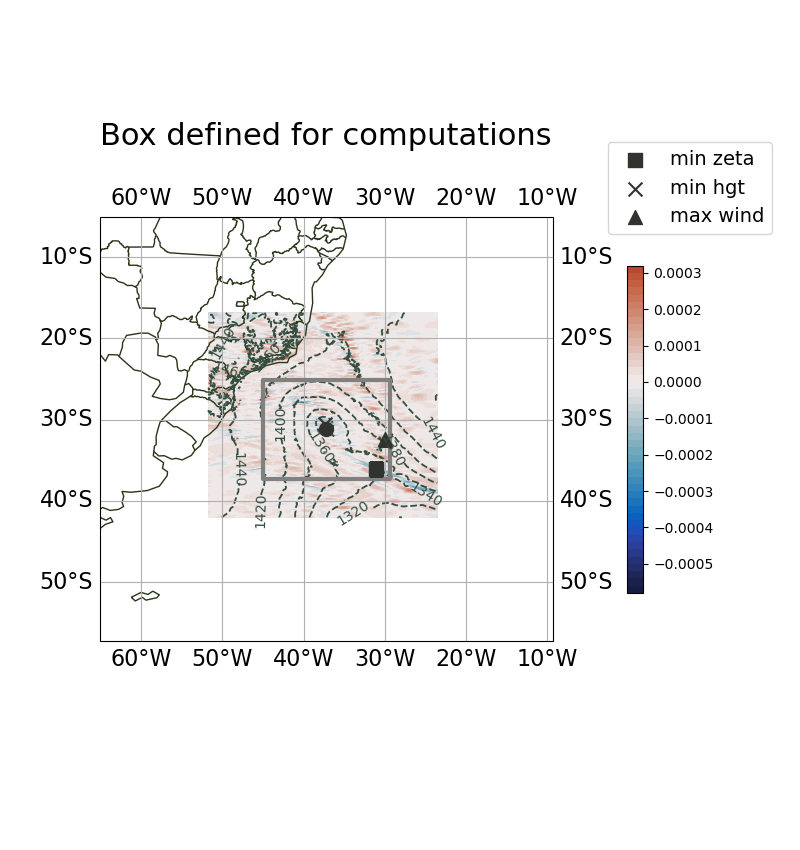 Box defined for computations
min zeta
min hgt
max wind
60°W 50°W 40°W 30°W 20°W 10°W
10°S 10°S
20°S 20°S
30°S 30°S
40°S 40°S
50°S 50°S
60°W 50°W 40°W 30°W 20°W 10°W
1400
1360
1440
1440
1420
1320
1340
0.0003
0.0002
0.0001
0.0000
−0.0001
−0.0002
−0.0003
−0.0004
−0.0005